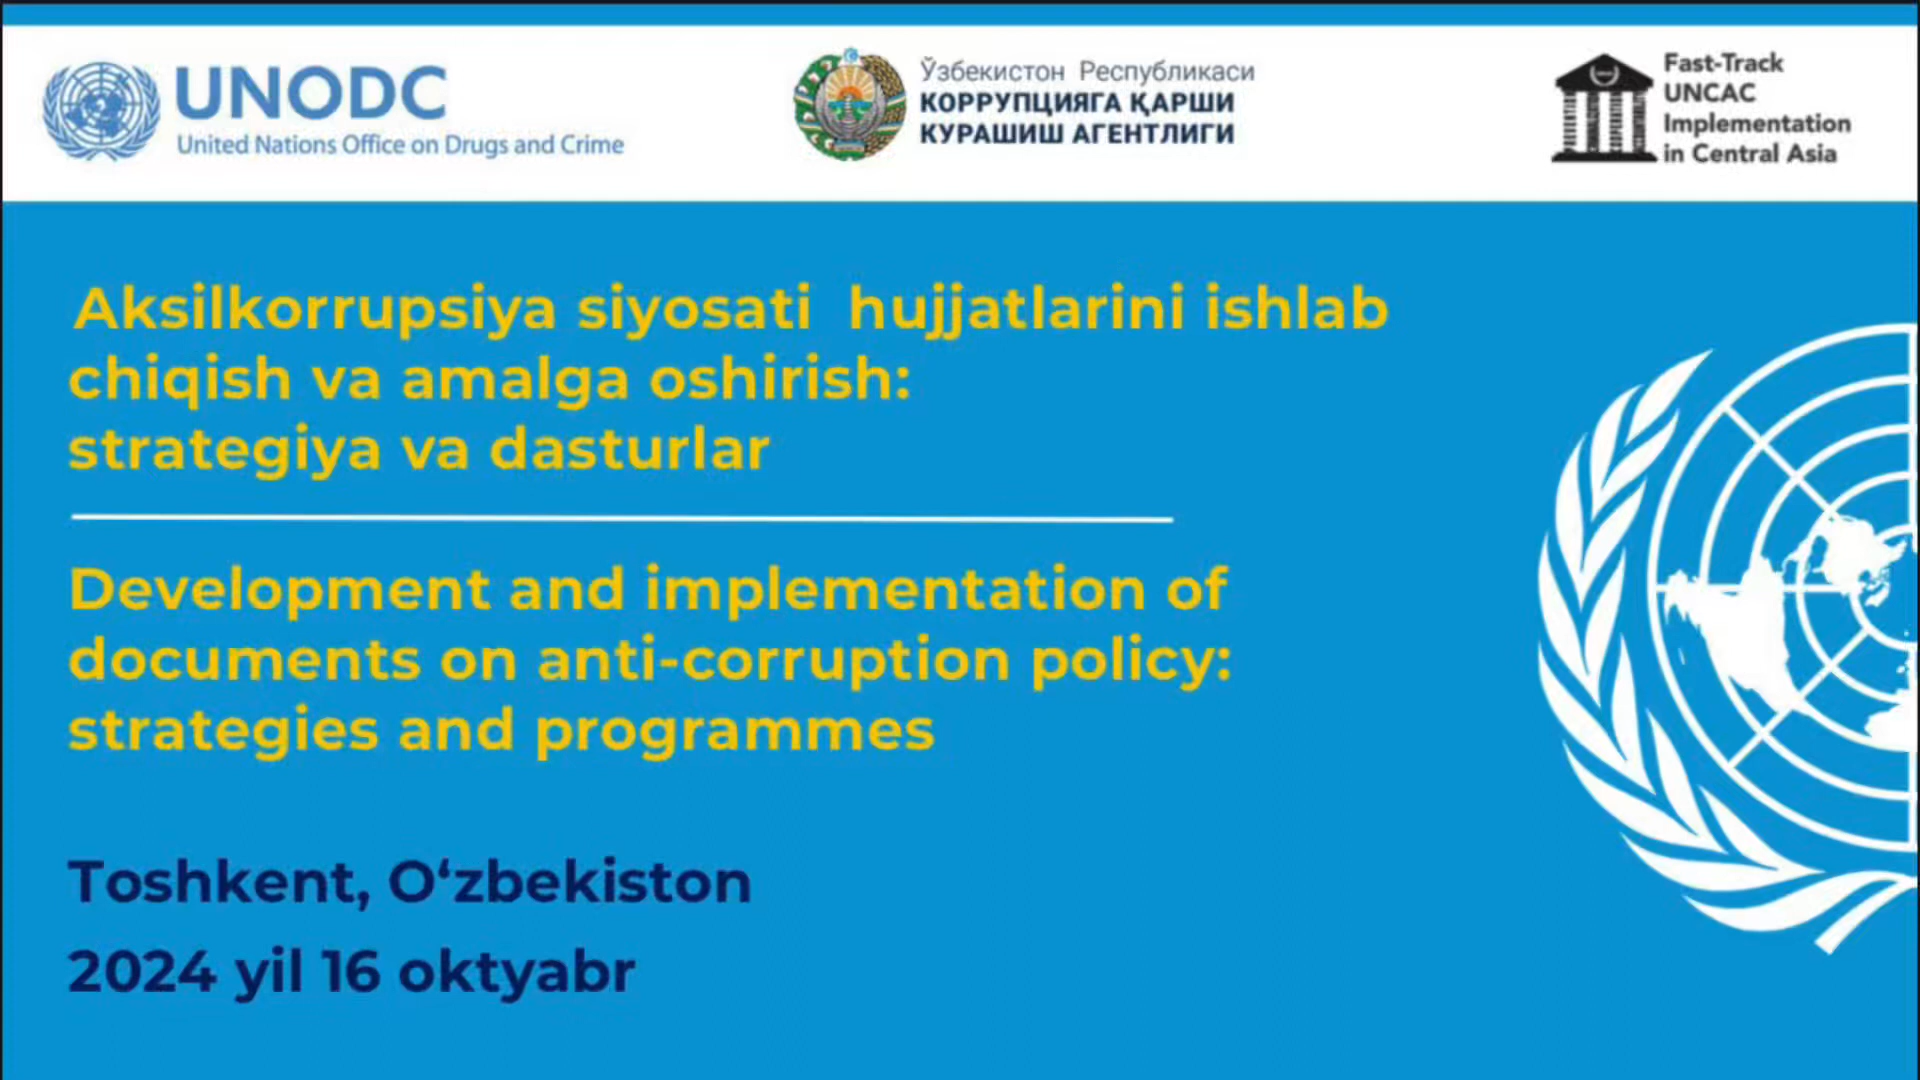 UNODC
United Nations Office on Drugs and Crime
Ўзбекистон Республикаси
КОРРУПЦИЯГА ҚАРШИ
КУРАШИШ АГЕНТЛИГИ
Fast-Track
UNCAC
Implementation
in Central Asia
Aksilkorrupsiya siyosati hujjatlarini ishlab
chiqish va amalga oshirish:
strategiya va dasturlar
Development and implementation of
documents on anti-corruption policy:
strategies and programmes
Toshkent, O‘zbekiston
2024 yil 16 oktyabr